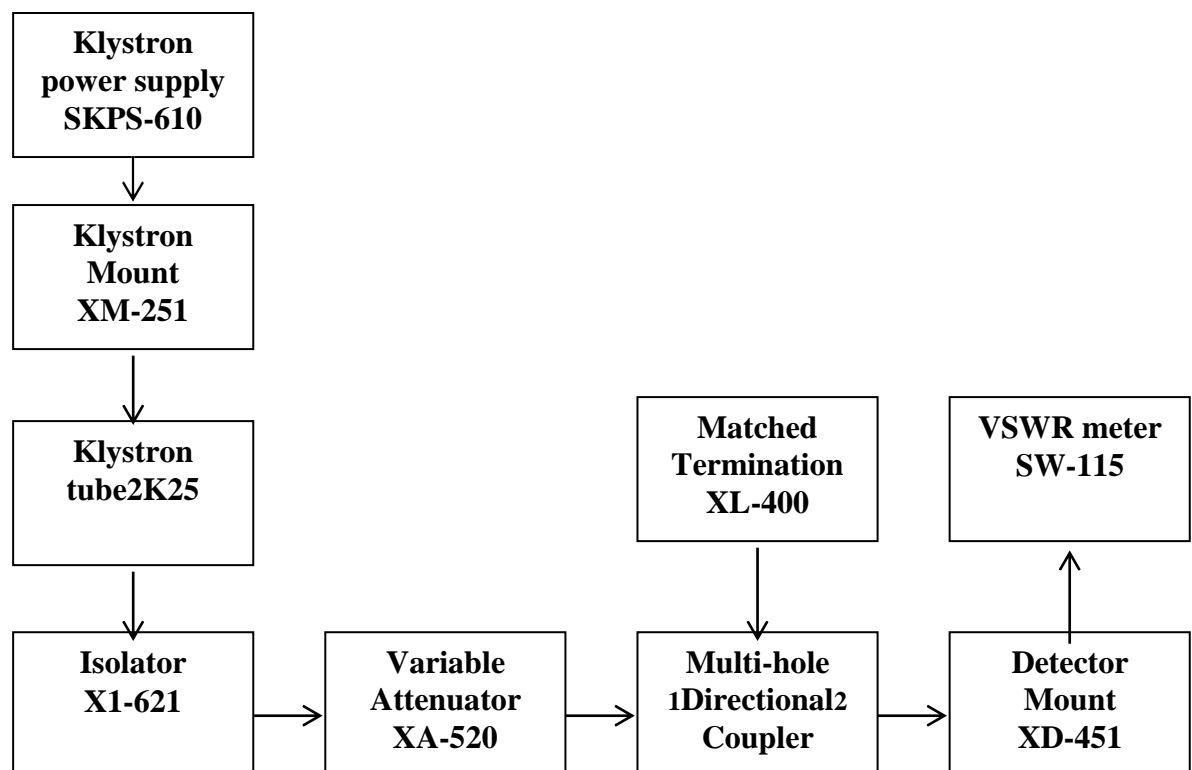 Klystron
power supply
SKPS-610
Klystron
Mount
XM-251
Klystron
tube2K25
Matched
Termination
XL-400
VSWR meter
SW-115
Isolator
X1-621
Variable
Attenuator
XA-520
Multi-hole
1Directional2
Coupler
Detector
Mount
XD-451